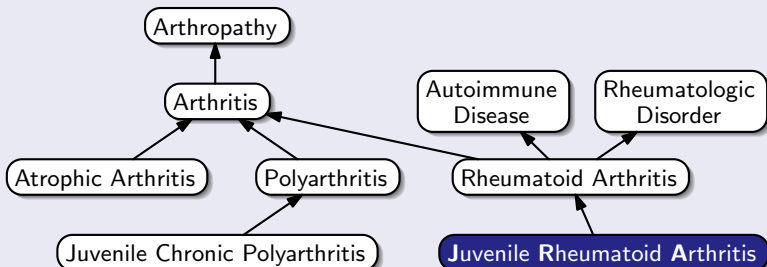 Arthropathy
Arthritis
Autoimmune
Disease
Rheumatologic
Disorder
Atrophic Arthritis
Polyarthritis
Rheumatoid Arthritis
Juvenile Chronic Polyarthritis
Juvenile Rheumatoid Arthritis